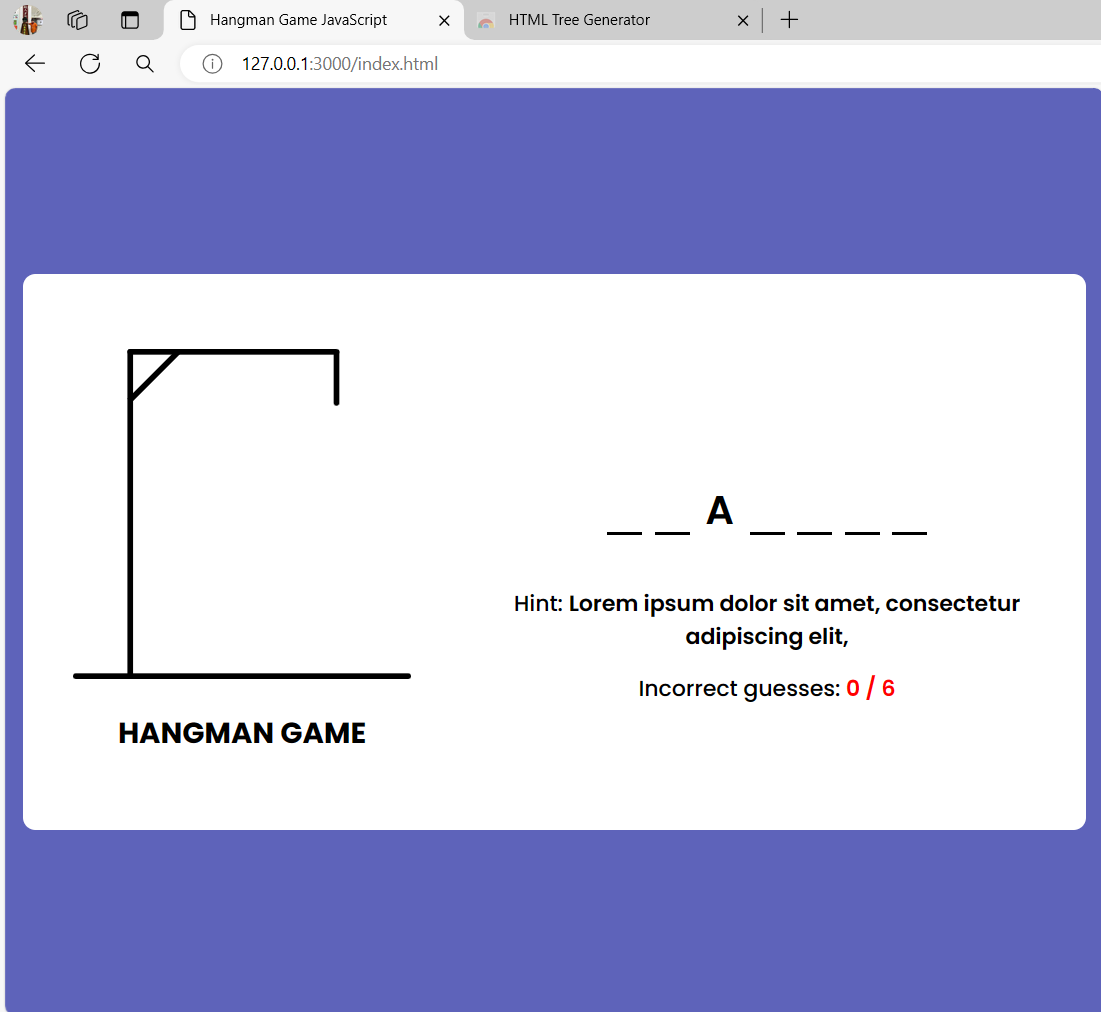 Hangman Game JavaScript
HTML Tree Generator
127.0.0.1:3000/index.html
A
Hint: Lorem ipsum dolor sit amet, consectetur
adipiscing elit,
Incorrect guesses: 0 / 6
HANGMAN GAME